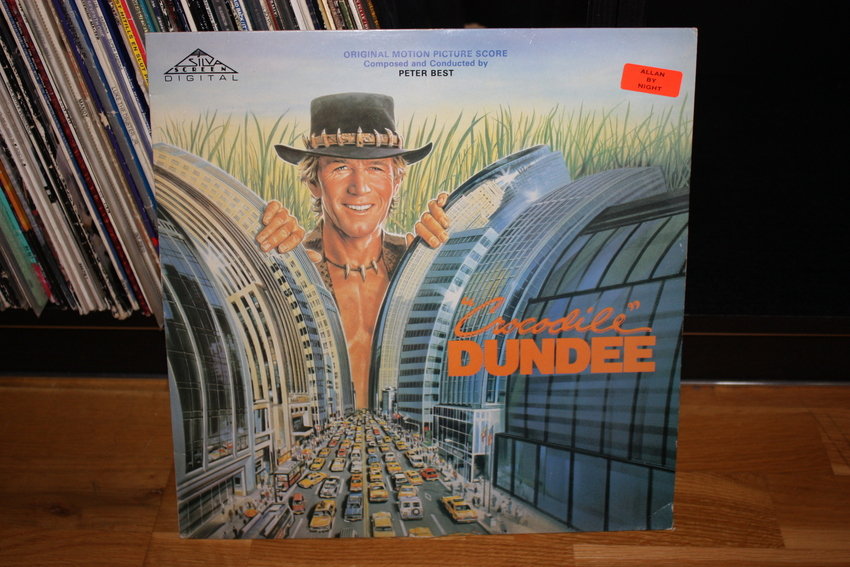 SILVA
SCREEN
DIGITAL
ORIGINAL MOTION PICTURE SCORE
Composed and Conducted by
PETER BEST
ALLAN
BY
NIGHT
"Crocodile"
DUNDEE